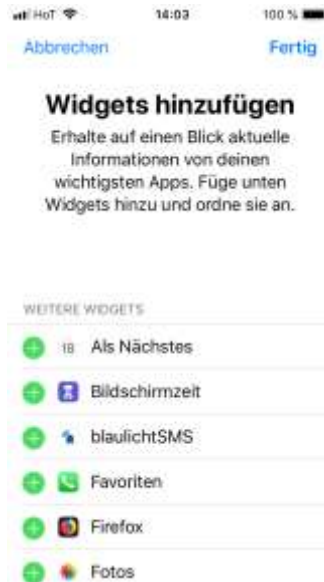 HoT 14:03 100 %
Abbrechen Fertig
Widgets hinzufügen
Erhalte auf einen Blick aktuelle
Informationen von deinen
wichtigsten Apps. Füge unten
Widgets hinzu und ordne sie an.
WEITERE WIDGETS
18 Als Nächstes
Bildschirmzeit
blaulichtSMS
Favoriten
Firefox
Fotos